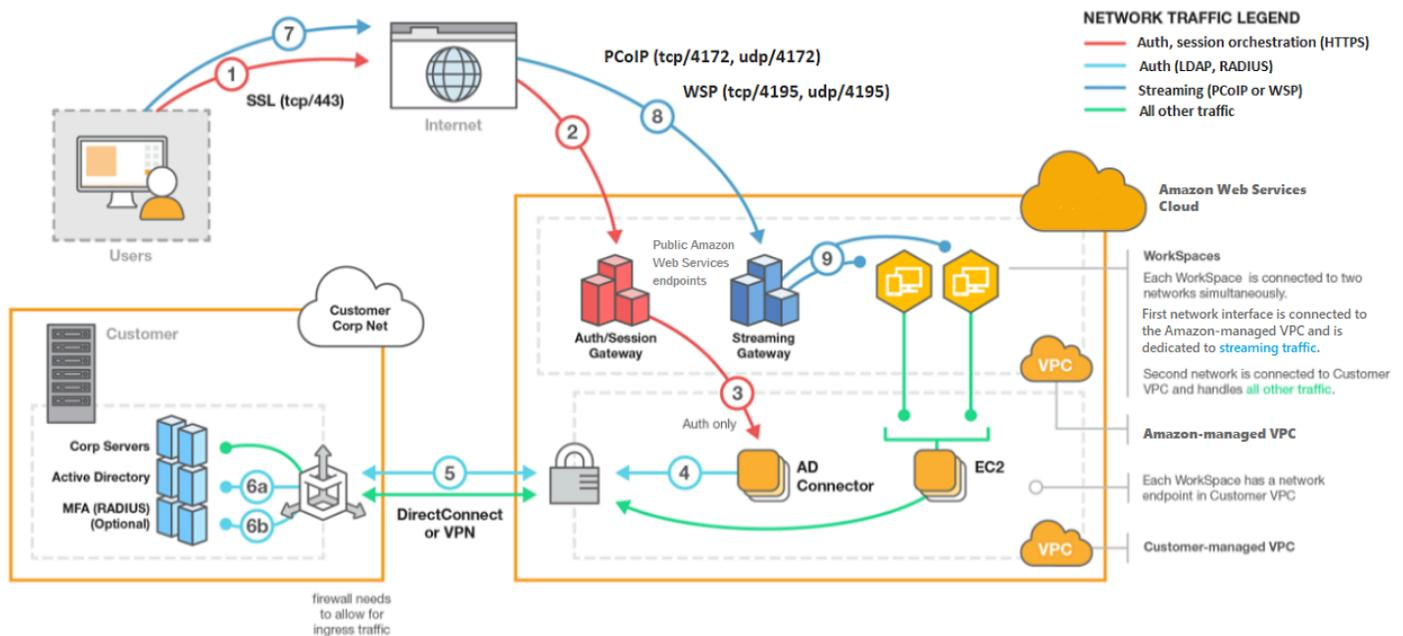 7
1
SSL (tcp/443)
Internet
PCoIP (tcp/4172, udp/4172)
WSP (tcp/4195, udp/4195)
8
2
NETWORK TRAFFIC LEGEND
Auth, session orchestration (HTTPS)
Auth (LDAP, RADIUS)
Streaming (PCoIP or WSP)
All other traffic
Users
Amazon Web Services
Cloud
Public Amazon
Web Services
endpoints
9
Auth/Session
Gateway
Streaming
Gateway
WorkSpaces
Each WorkSpace is connected to two
networks simultaneously.
First network interface is connected to
the Amazon-managed VPC and is
dedicated to streaming traffic.
Second network is connected to Customer
VPC and handles all other traffic.
VPC
Amazon-managed VPC
Customer
Corp Net
Customer
Corp Servers
Active Directory
MFA (RADIUS)
(Optional)
6a
6b
firewall needs
to allow for
ingress traffic
5
DirectConnect
or VPN
3
Auth only
4
AD
Connector
EC2
Each WorkSpace has a network
endpoint in Customer VPC
VPC
Customer-managed VPC